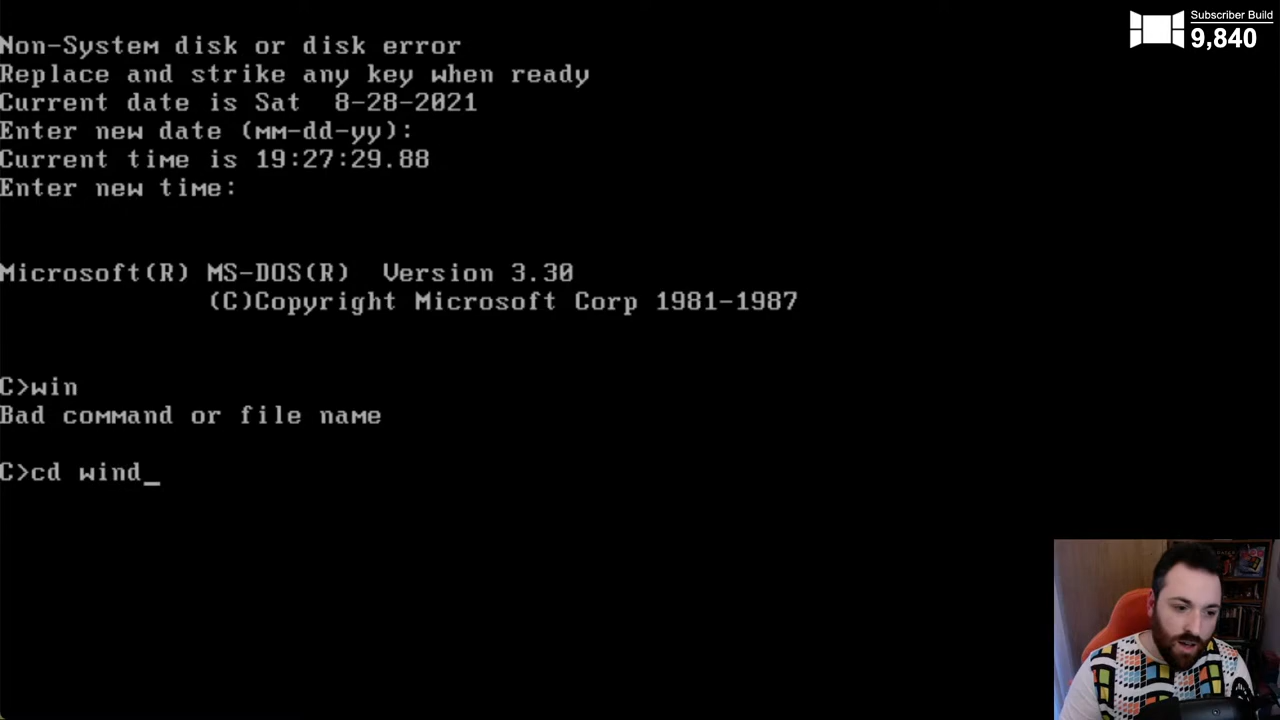 Subscriber Build
9,840
Non-System disk or disk error
Replace and strike any key when ready
Current date is Sat  8-28-2021
Enter new date (mm-dd-yy):
Current time is 19:27:29.88
Enter new time:
Microsoft(R) MS-DOS(R)  Version 3.30
(C)Copyright Microsoft Corp 1981-1987
C>win
Bad command or file name
C>cd wind_